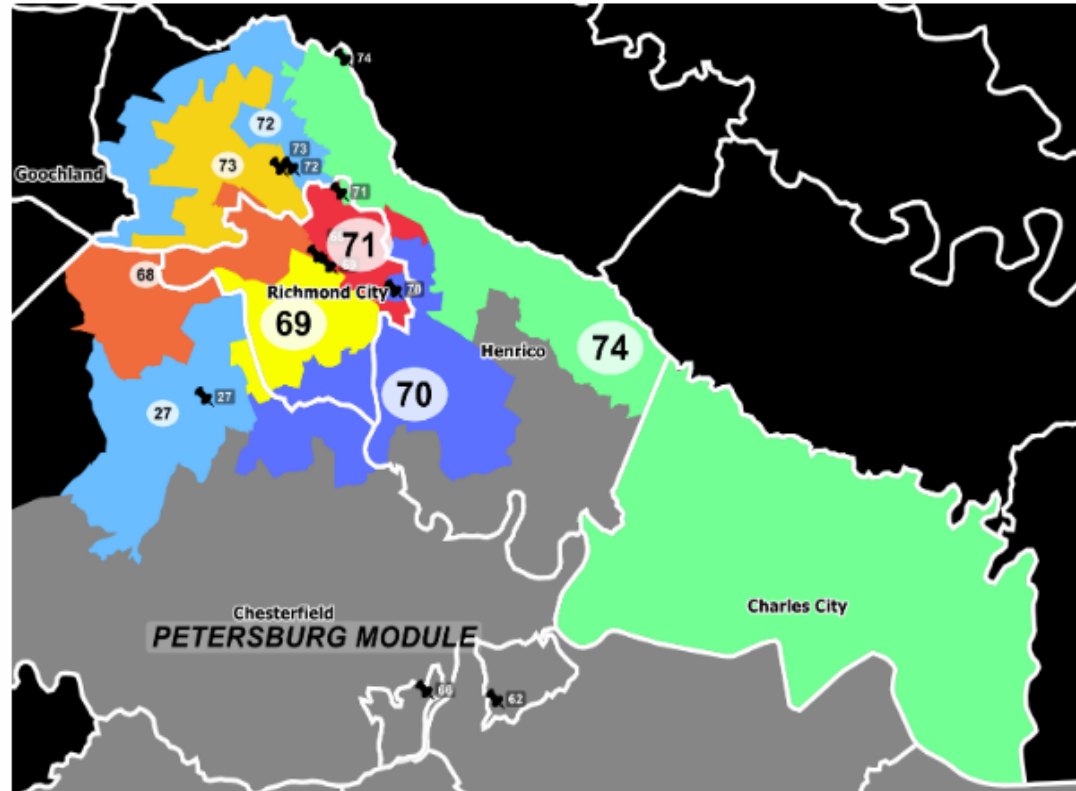 74
72
73
72
73
Goochland
71
71
68
Richmond City
70
69
Henrico
74
27
27
70
Charles City
Chesterfield
PETERSBURG MODULE
66
62